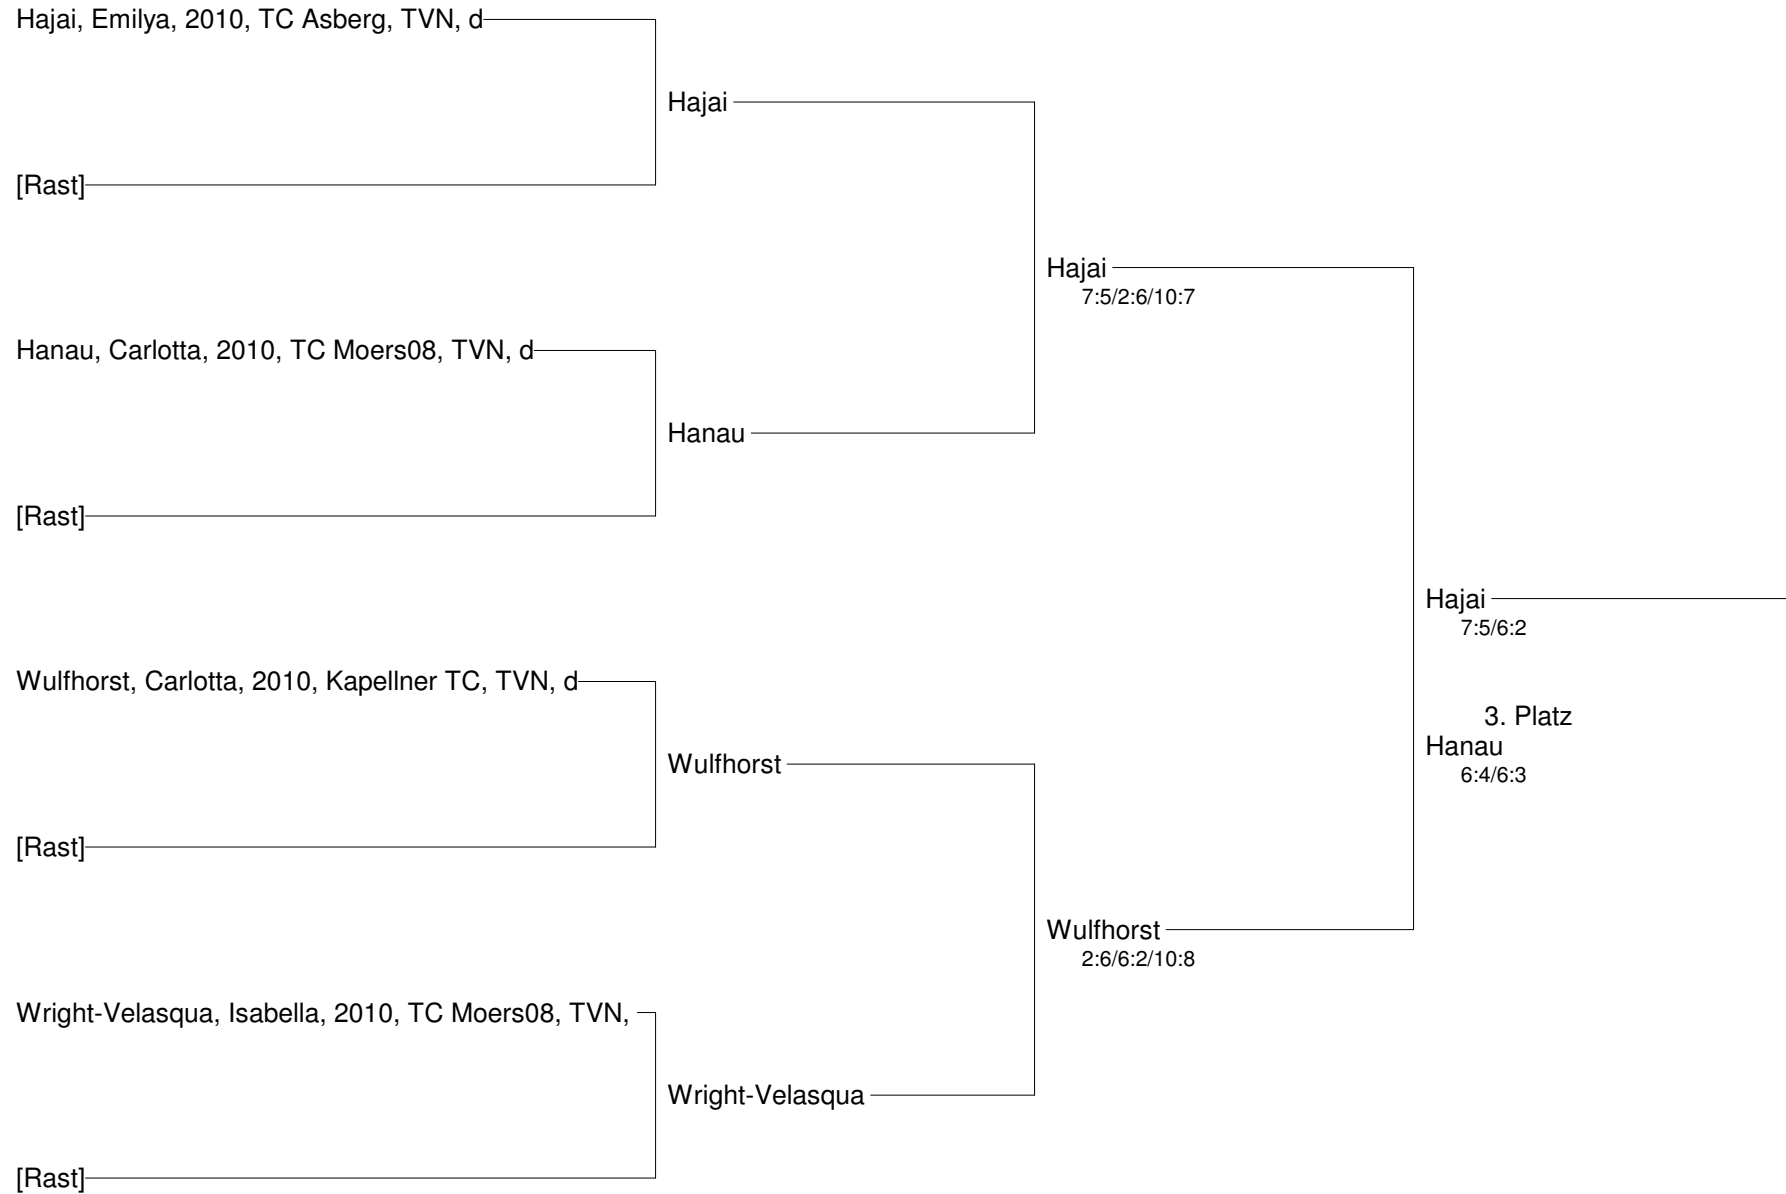 Hajai, Emilya, 2010, TC Asberg, TVN, d
Hajai
[Rast]
Hajai
7:5/2:6/10:7
Hanau, Carlotta, 2010, TC Moers08, TVN, d
Hanau
[Rast]
Hajai
7:5/6:2
Wulfhorst, Carlotta, 2010, Kapellner TC, TVN, d
3. Platz
Hanau
6:4/6:3
Wulfhorst
[Rast]
Wulfhorst
2:6/6:2/10:8
Wright-Velasqua, Isabella, 2010, TC Moers08, TVN,
Wright-Velasqua
[Rast]